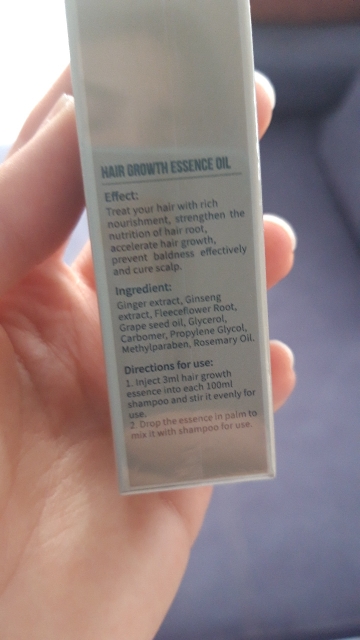 HAIR GROWTH ESSENCE OIL
Effect:
Treat your hair with rich
nourishment, strengthen the
nutrition of hair root,
accelerate hair growth,
prevent baldness effectively
and cure scalp.
Ingredient:
Ginger extract, Ginseng
extract, Fleeceflower Root,
Grape seed oil, Glycerol,
Carbomer, Propylene Glycol,
Methylparaben, Rosemary Oil.
Directions for use:
1. Inject 3ml hair growth
essence into each 100ml
shampoo and stir it evenly for
use.
2. Drop the essence in palm to
mix it with shampoo for use.